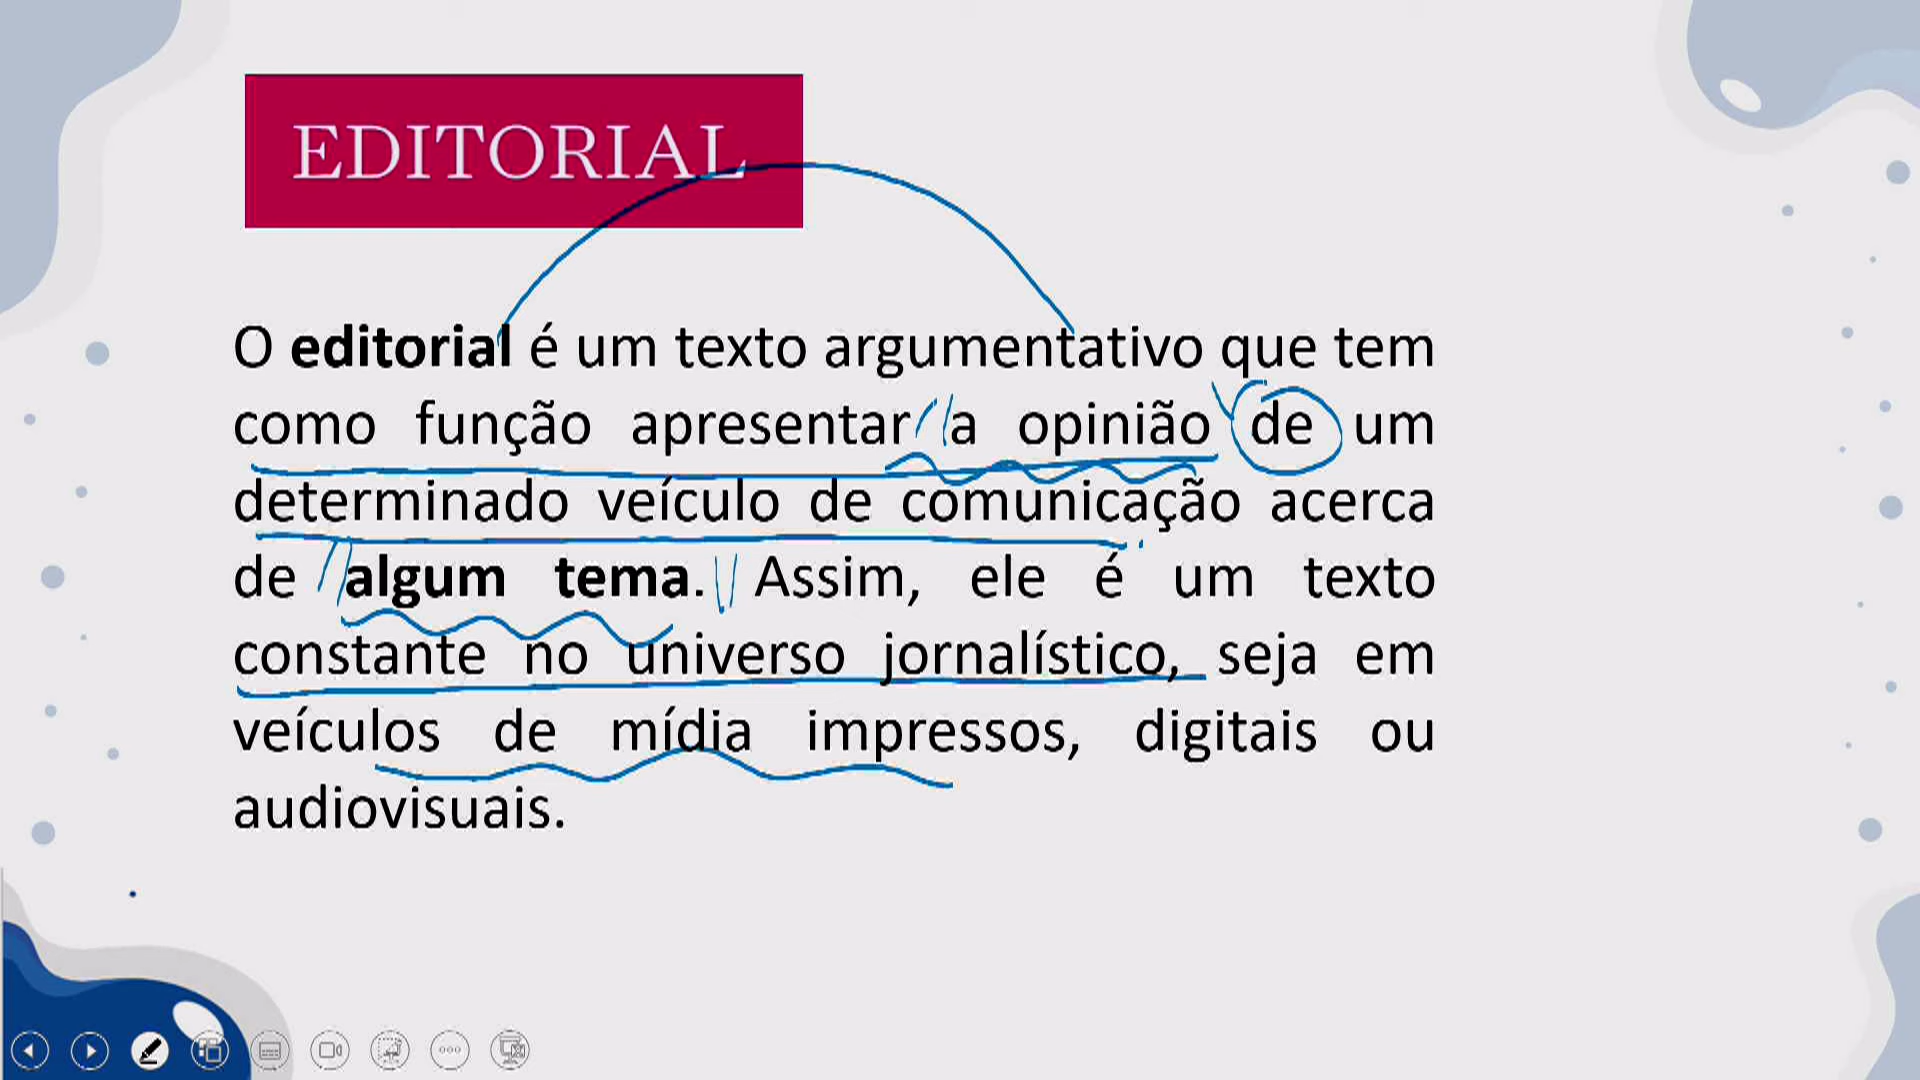 EDITORIAL
O editorial é um texto argumentativo que tem
como função apresentar a opinião de um
determinado veículo de comunicação acerca
de algum tema. Assim, ele é um texto
constante no universo jornalístico, seja em
veículos de mídia impressos, digitais ou
audiovisuais.